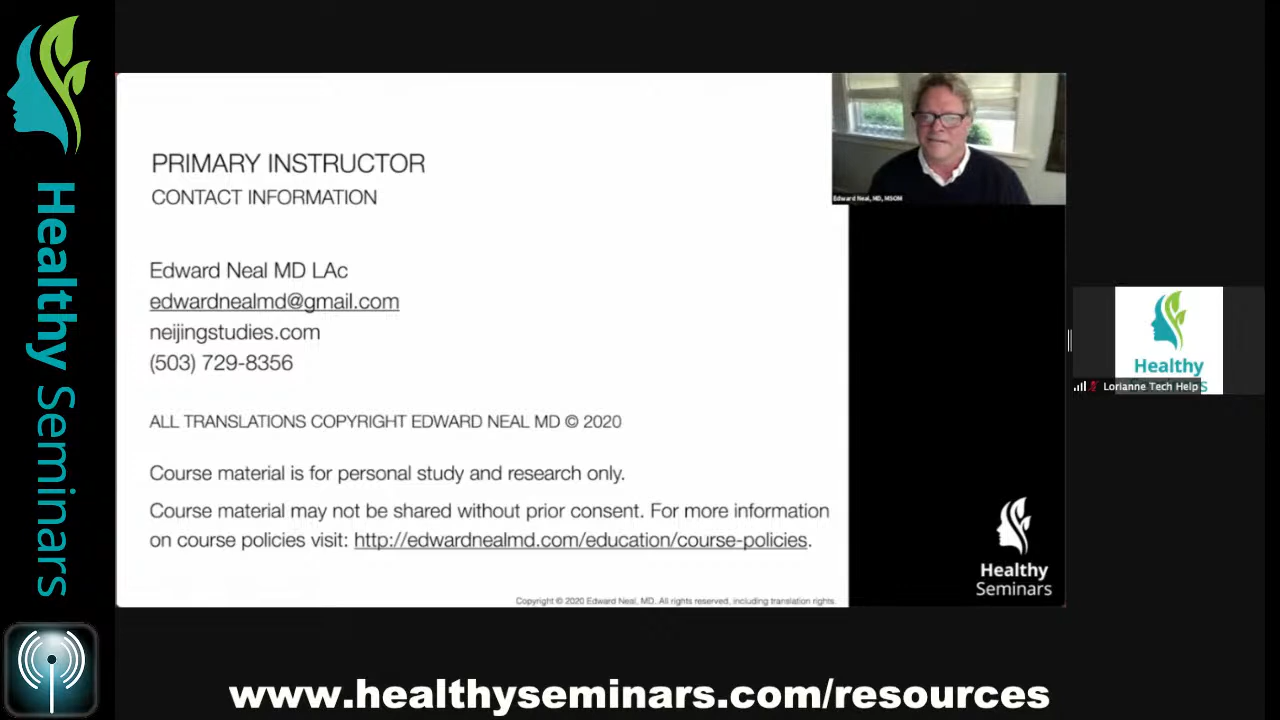 Healthy Seminars
PRIMARY INSTRUCTOR
CONTACT INFORMATION
Edward Neal MD LAc
edwardnealmd@gmail.com
neijingstudies.com
(503) 729-8356
ALL TRANSLATIONS COPYRIGHT EDWARD NEAL MD © 2020
Course material is for personal study and research only.
Course material may not be shared without prior consent. For more information
on course policies visit: http://edwardnealmd.com/education/course-policies.
Copyright © 2020 Edward Neal, MD. All rights reserved, including translation rights.
Edward Neal, MD, MSOM
Healthy
Seminars
Healthy
S
Lorianne Tech Help
www.healthyseminars.com/resources